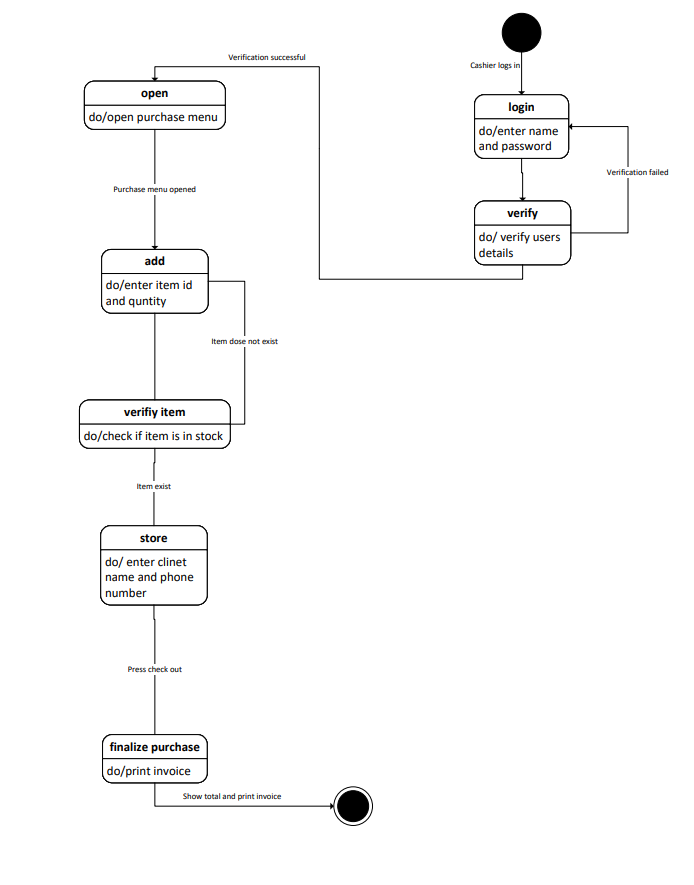 Cashier logs in
login
do/enter name
and password
Verification failed
verify
do/ verify users
details
Verification successful
open
do/open purchase menu
Purchase menu opened
add
do/enter item id
and quntity
Item dose not exist
verifiy item
do/check if item is in stock
Item exist
store
do/ enter clinet
name and phone
number
Press check out
finalize purchase
do/print invoice
Show total and print invoice